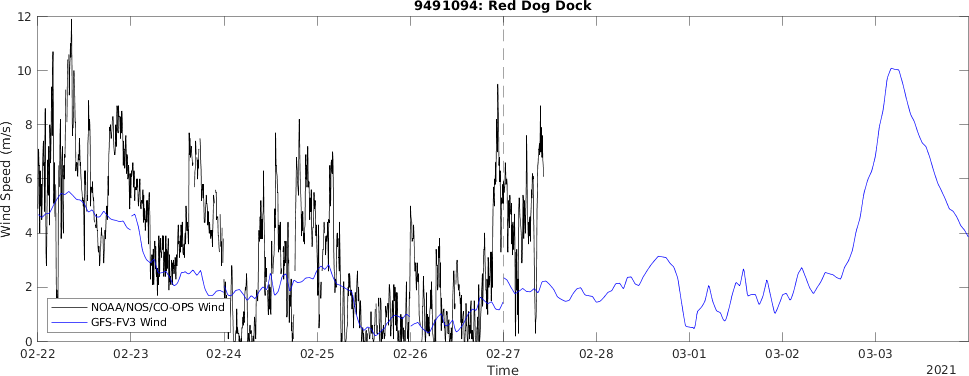 9491094: Red Dog Dock
12
10
8
6
4
2
0
Wind Speed (m/s)
NOAA/NOS/CO-OPS Wind
GFS-FV3 Wind
02-22 02-23 02-24 02-25 02-26 02-27 02-28 03-01 03-02 03-03
Time
2021